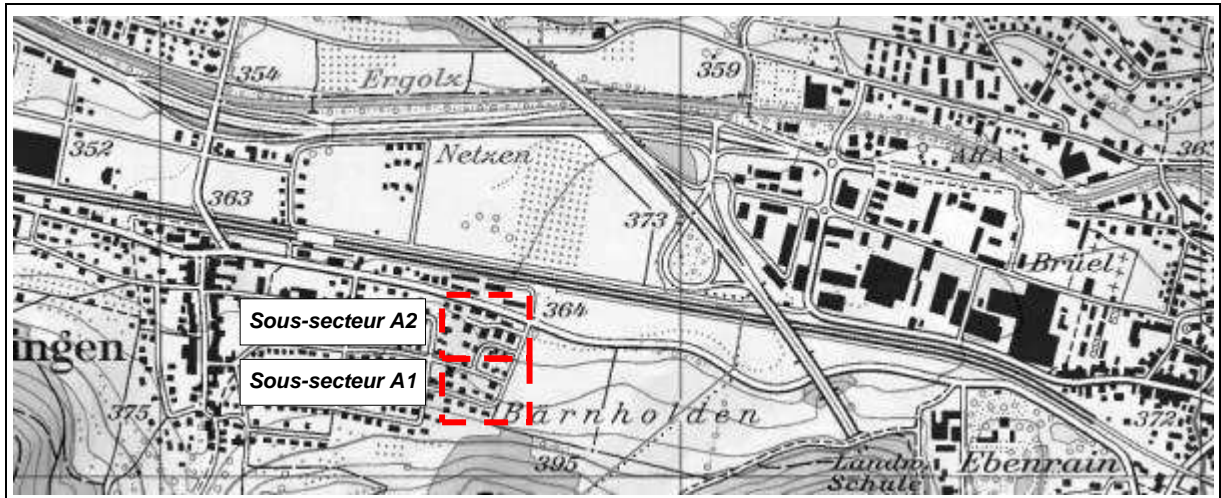 354
Ergolz
359
352
Netzen
ARA
36
363
373
Brüel
364
Sous-secteur A2
ingen
Sous-secteur A1
375
Bärnholden
372
395
Landw.
Schule
Ebenrain